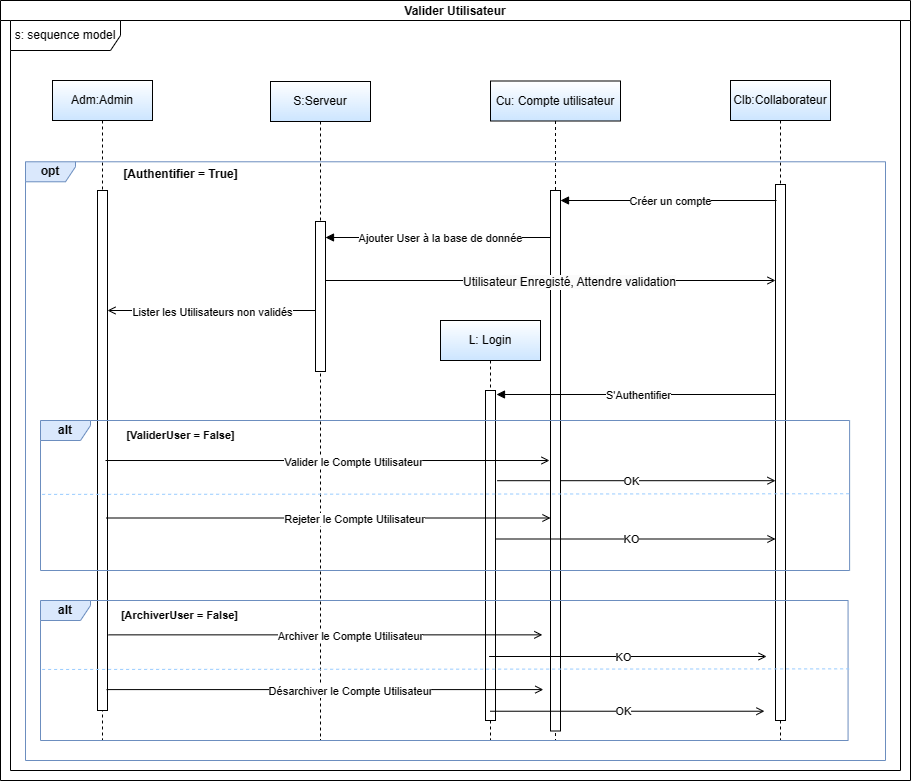 Valider Utilisateur
s: sequence model
Adm:Admin
S:Serveur
Cu: Compte utilisateur
Clb:Collaborateur
opt
[Authentifier = True]
Créer un compte
Ajouter User à la base de donnée
Utilisateur Enregisté, Attendre validation
Lister les Utilisateurs non validés
L: Login
S'Authentifier
alt
[ValiderUser = False]
Valider le Compte Utilisateur
OK
Rejeter le Compte Utilisateur
KO
alt
[ArchiverUser = False]
Archiver le Compte Utilisateur
KO
Désarchiver le Compte Utilisateur
OK